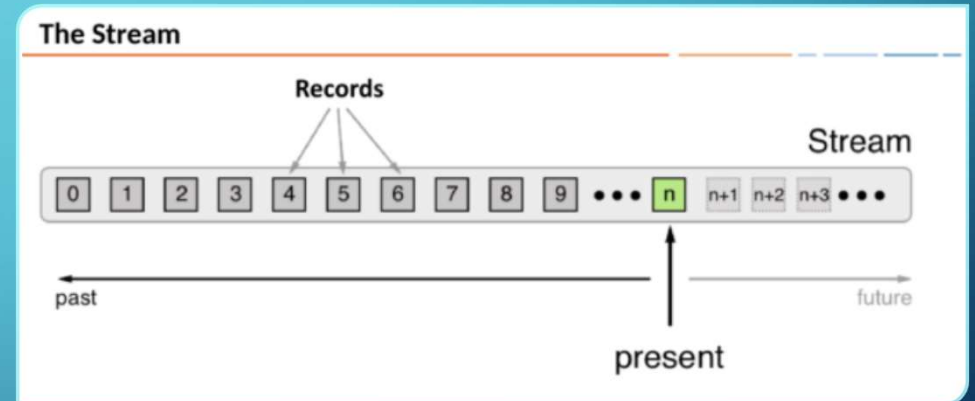 The Stream
Records
Stream
0 1 2 3 4 5 6 7 8 9 ••• n n+1 n+2 n+3 •••
past
future
present